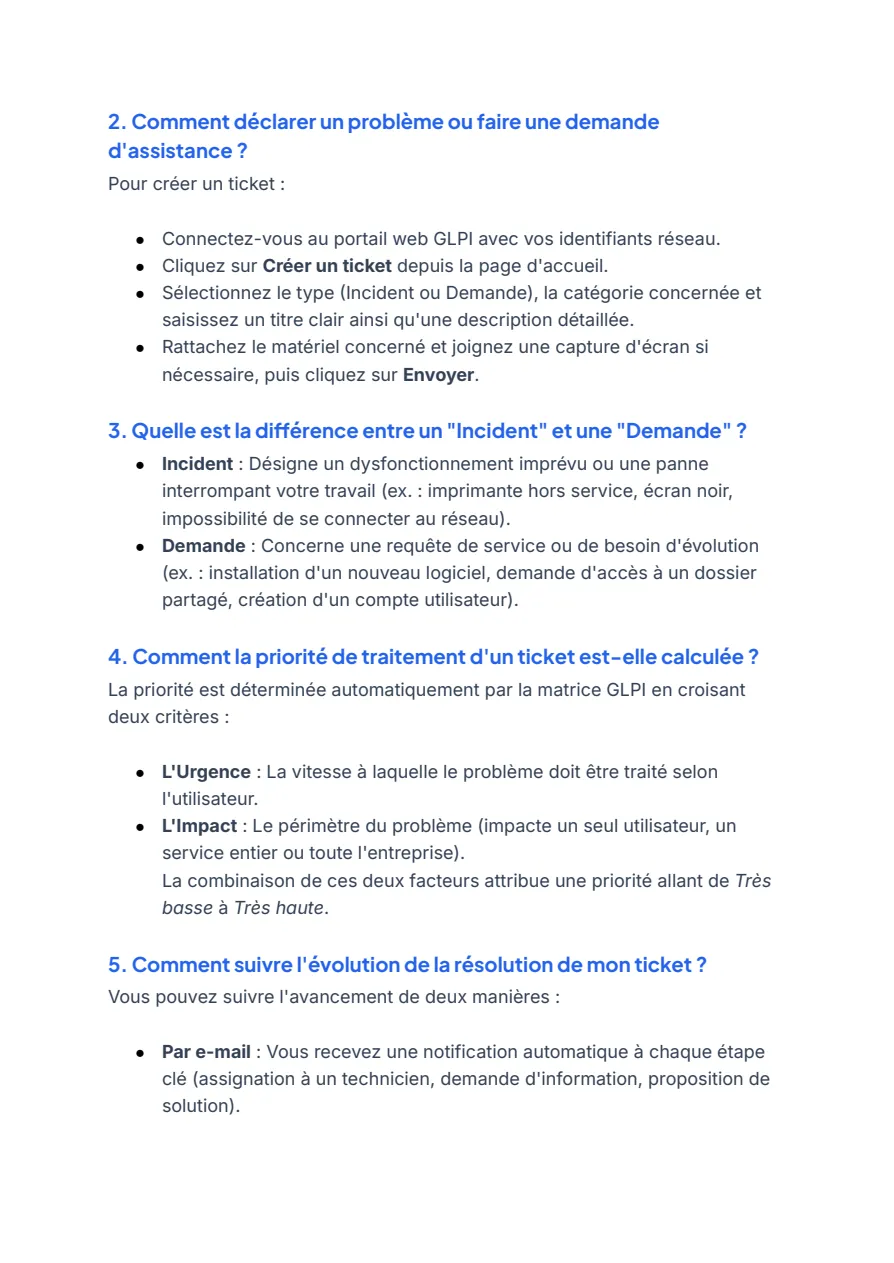 2. Comment déclarer un problème ou faire une demande
d'assistance ?
Pour créer un ticket :
● Connectez-vous au portail web GLPI avec vos identifiants réseau.
● Cliquez sur Créer un ticket depuis la page d'accueil.
● Sélectionnez le type (Incident ou Demande), la catégorie concernée et
saisissez un titre clair ainsi qu'une description détaillée.
● Rattachez le matériel concerné et joignez une capture d'écran si
nécessaire, puis cliquez sur Envoyer.
3. Quelle est la différence entre un "Incident" et une "Demande" ?
● Incident : Désigne un dysfonctionnement imprévu ou une panne
interrompant votre travail (ex. : imprimante hors service, écran noir,
impossibilité de se connecter au réseau).
● Demande : Concerne une requête de service ou de besoin d'évolution
(ex. : installation d'un nouveau logiciel, demande d'accès à un dossier
partagé, création d'un compte utilisateur).
4. Comment la priorité de traitement d'un ticket est-elle calculée ?
La priorité est déterminée automatiquement par la matrice GLPI en croisant
deux critères :
● L'Urgence : La vitesse à laquelle le problème doit être traité selon
l'utilisateur.
● L'Impact : Le périmètre du problème (impacte un seul utilisateur, un
service entier ou toute l'entreprise).
La combinaison de ces deux facteurs attribue une priorité allant de Très
basse à Très haute.
5. Comment suivre l'évolution de la résolution de mon ticket ?
Vous pouvez suivre l'avancement de deux manières :
● Par e-mail : Vous recevez une notification automatique à chaque étape
clé (assignation à un technicien, demande d'information, proposition de
solution).